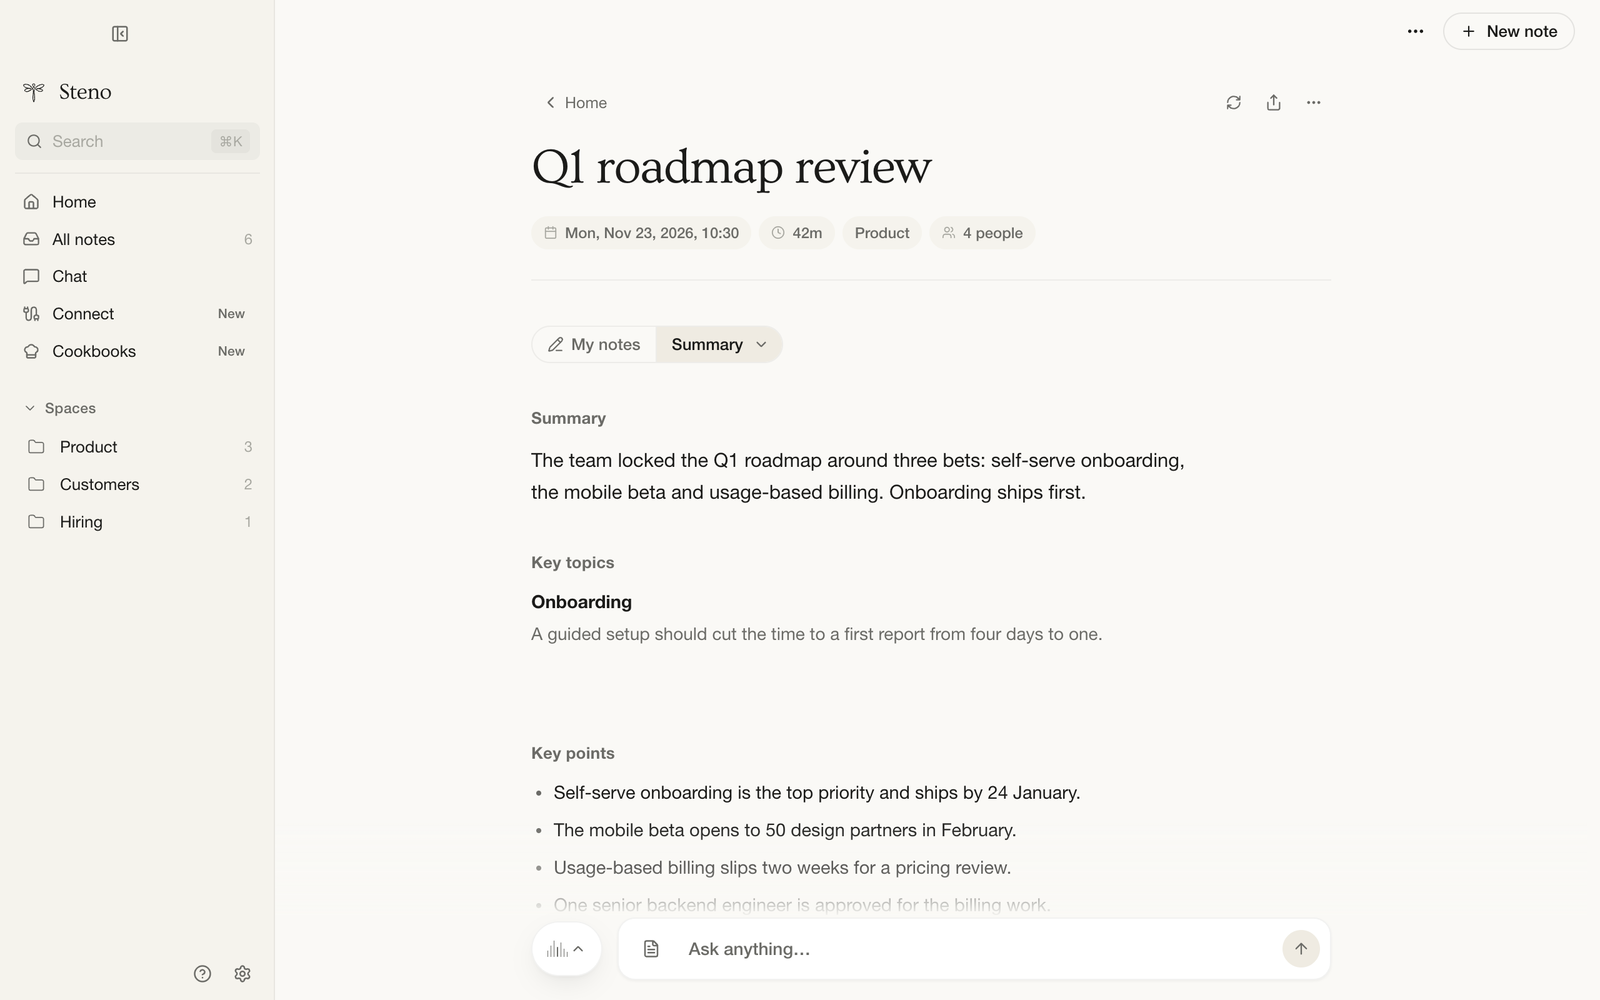 Steno
Search ⌘K
Home
All notes 6
Chat
Connect New
Cookbooks New
Spaces
Product 3
Customers 2
Hiring 1
New note
Home
Q1 roadmap review
Mon, Nov 23, 2026, 10:30 42m Product 4 people
My notes Summary
Summary
The team locked the Q1 roadmap around three bets: self-serve onboarding,
the mobile beta and usage-based billing. Onboarding ships first.
Key topics
Onboarding
A guided setup should cut the time to a first report from four days to one.
Key points
• Self-serve onboarding is the top priority and ships by 24 January.
• The mobile beta opens to 50 design partners in February.
• Usage-based billing slips two weeks for a pricing review.
• One senior backend engineer is approved for the billing work.
Ask anything…